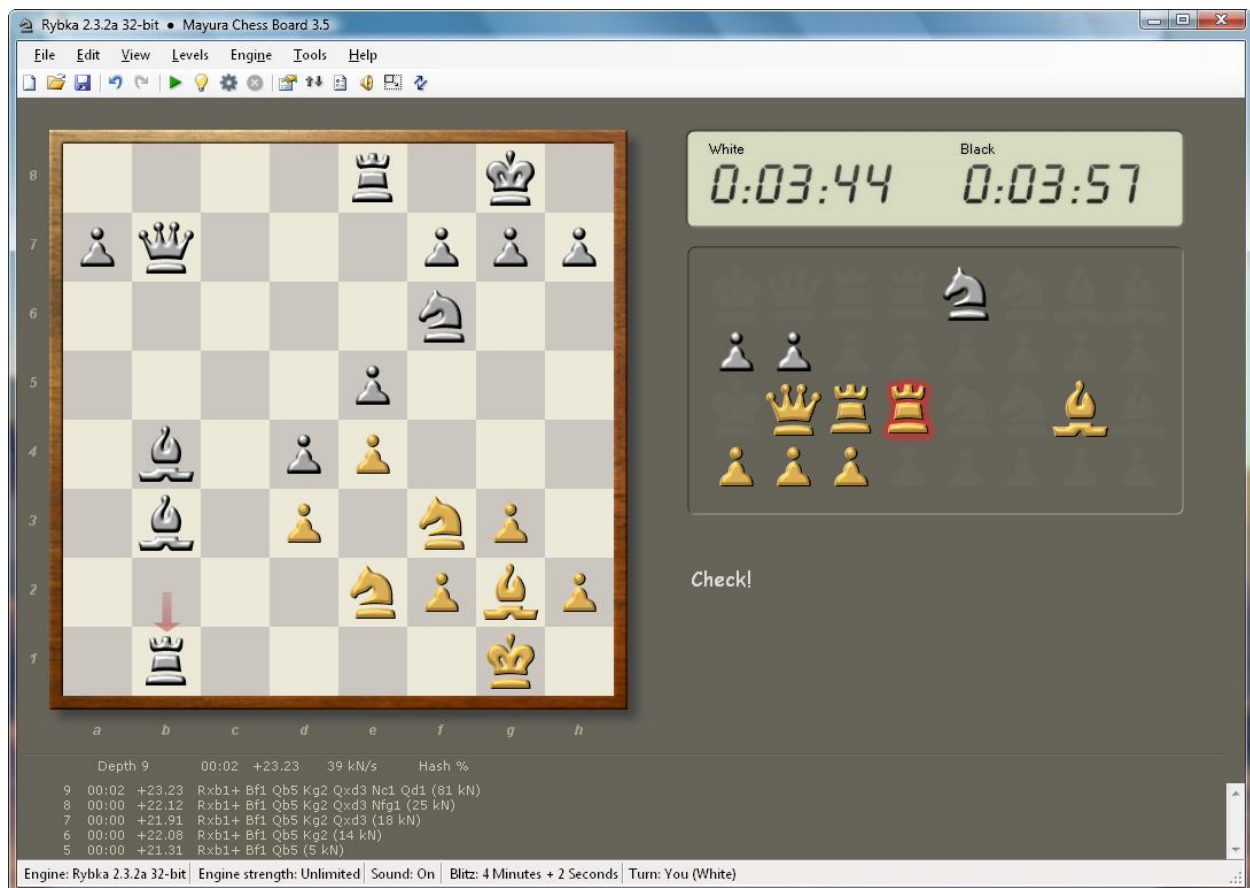 Rybka 2.3.2a 32-bit • Mayura Chess Board 3.5
File Edit View Levels Engine Tools Help
White Black
0:03:44 0:03:57
8
7
6
5
4
3
2
1
Check!
a b c d e f g h
Depth 9 00:02 +23.23 39 kN/s Hash %
9 00:02 +23.23 Rxb1+ Bf1 Qb5 Kg2 Qxd3 Nc1 Qd1 (81 kN)
8 00:00 +22.12 Rxb1+ Bf1 Qb5 Kg2 Qxd3 Nfg1 (25 kN)
7 00:00 +21.91 Rxb1+ Bf1 Qb5 Kg2 Qxd3 (18 kN)
6 00:00 +22.08 Rxb1+ Bf1 Qb5 Kg2 (14 kN)
5 00:00 +21.31 Rxb1+ Bf1 Qb5 (5 kN)
Engine: Rybka 2.3.2a 32-bit Engine strength: Unlimited Sound: On Blitz: 4 Minutes + 2 Seconds Turn: You (White)